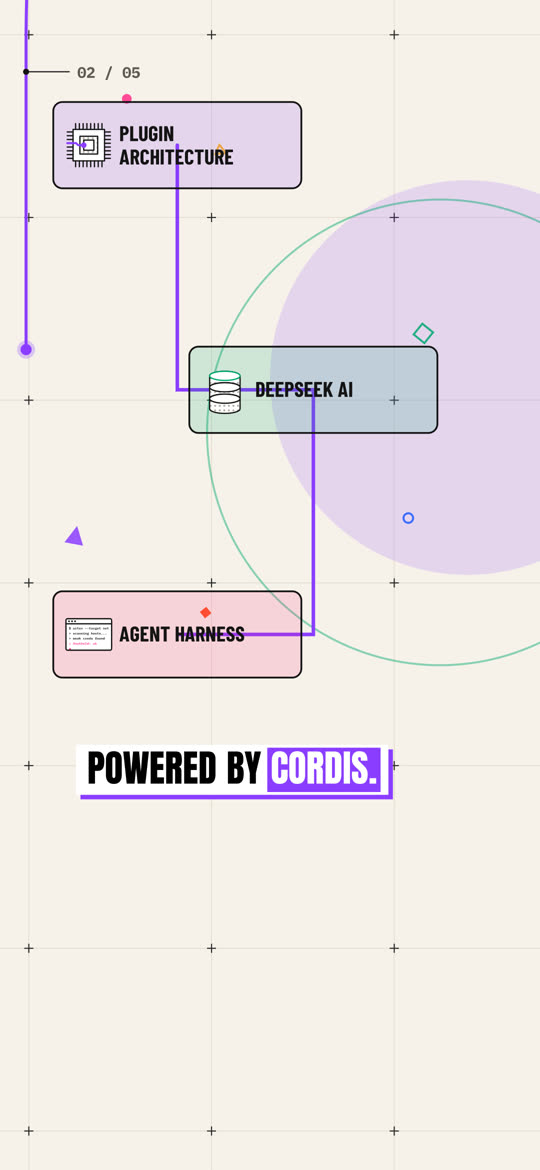 02 / 05
PLUGIN
ARCHITECTURE
DEEPSEEK AI
AGENT HARNESS
POWERED BY CORDIS.